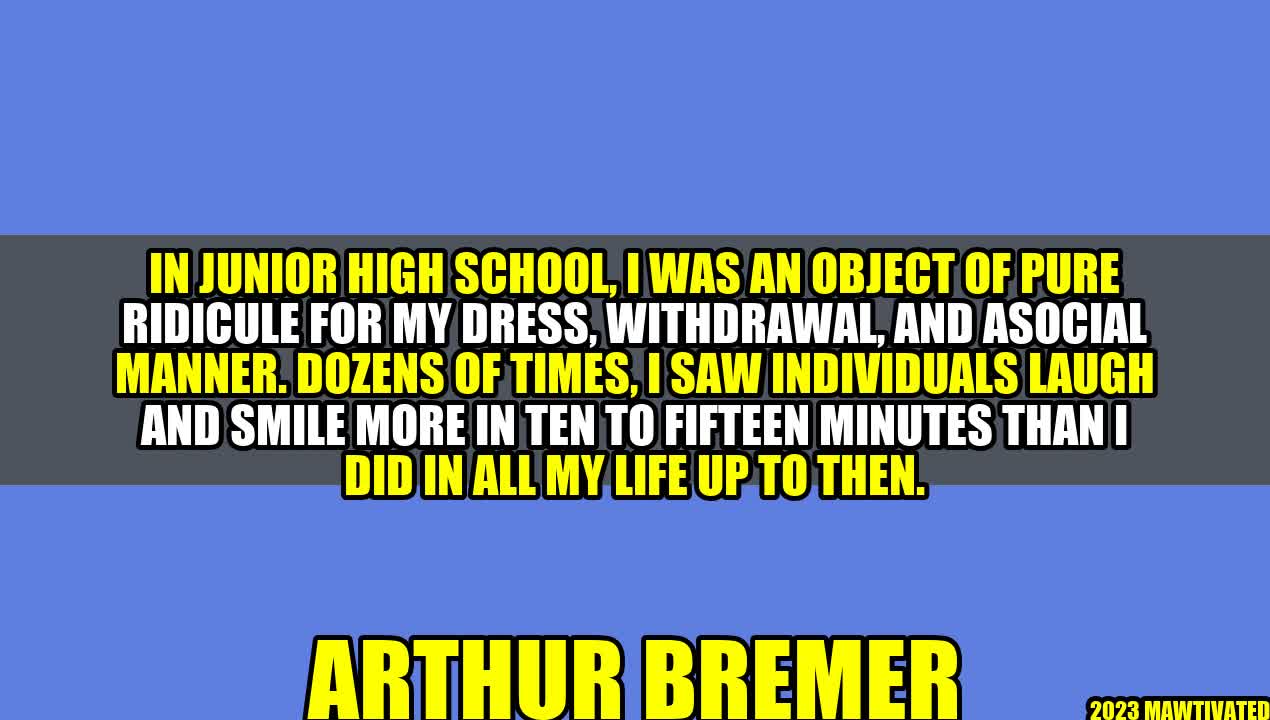 IN JUNIOR HIGH SCHOOL, I WAS AN OBJECT OF PURE
RIDICULE FOR MY DRESS, WITHDRAWAL, AND ASOCIAL
MANNER. DOZENS OF TIMES, I SAW INDIVIDUALS LAUGH
AND SMILE MORE IN TEN TO FIFTEEN MINUTES THAN I
DID IN ALL MY LIFE UP TO THEN.
ARTHUR BREMER
2023 MAWTIVATED